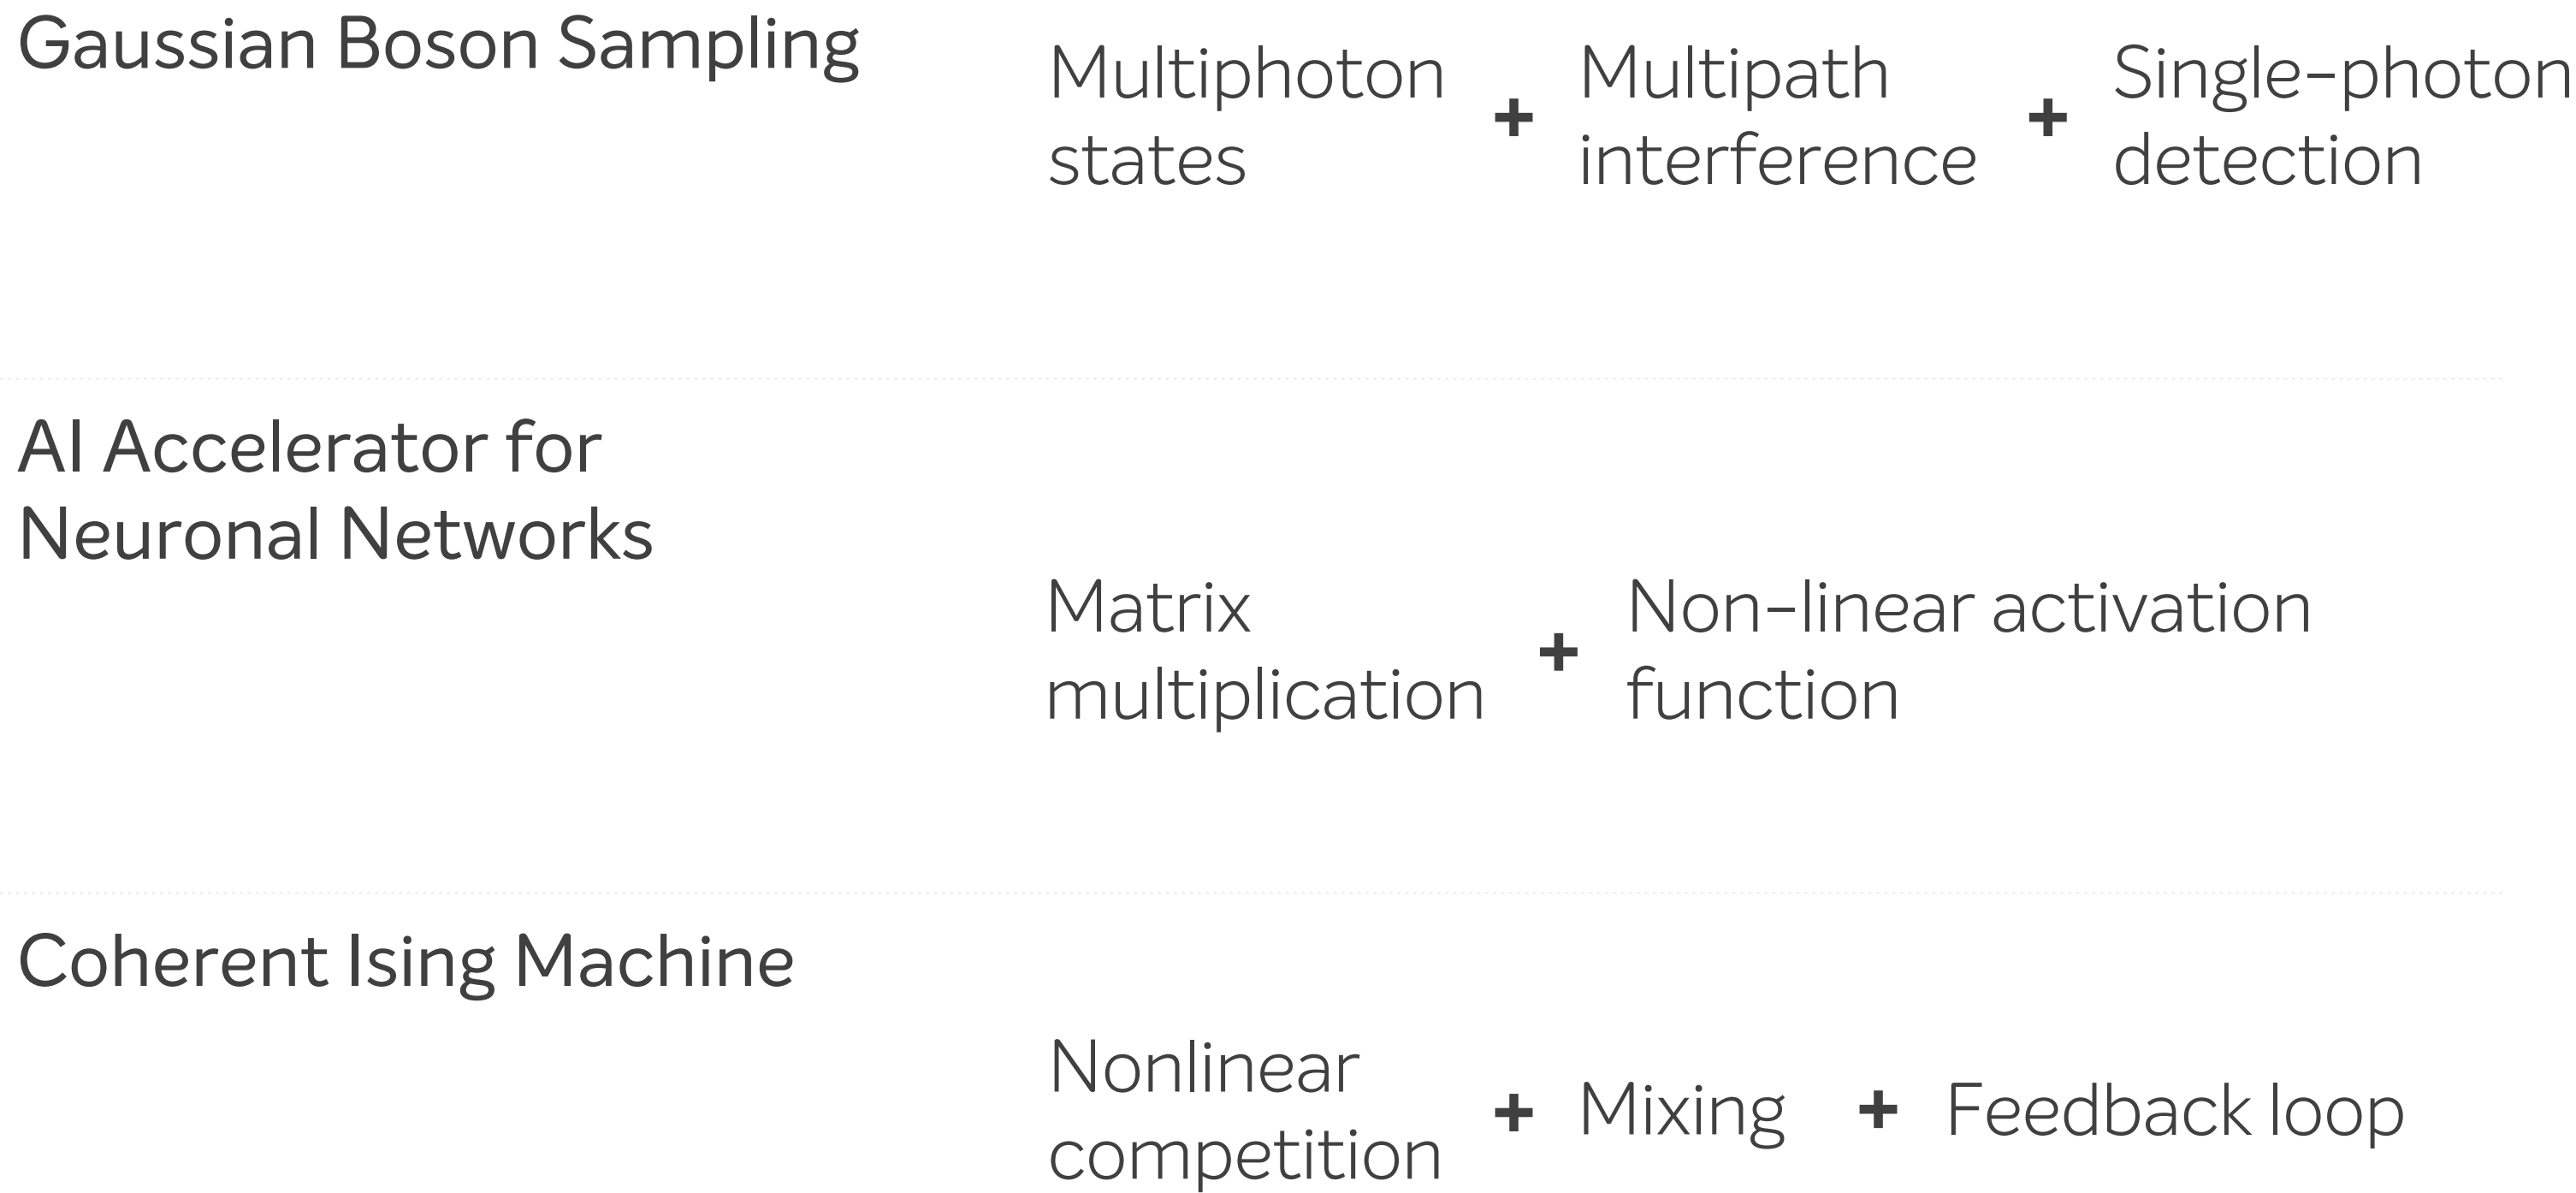 Gaussian Boson Sampling
Multiphoton
states
+
Multipath
interference
+
Single-photon
detection
AI Accelerator for
Neuronal Networks
Matrix
multiplication
+
Non-linear activation
function
Coherent Ising Machine
Nonlinear
competition
+
Mixing
+
Feedback loop